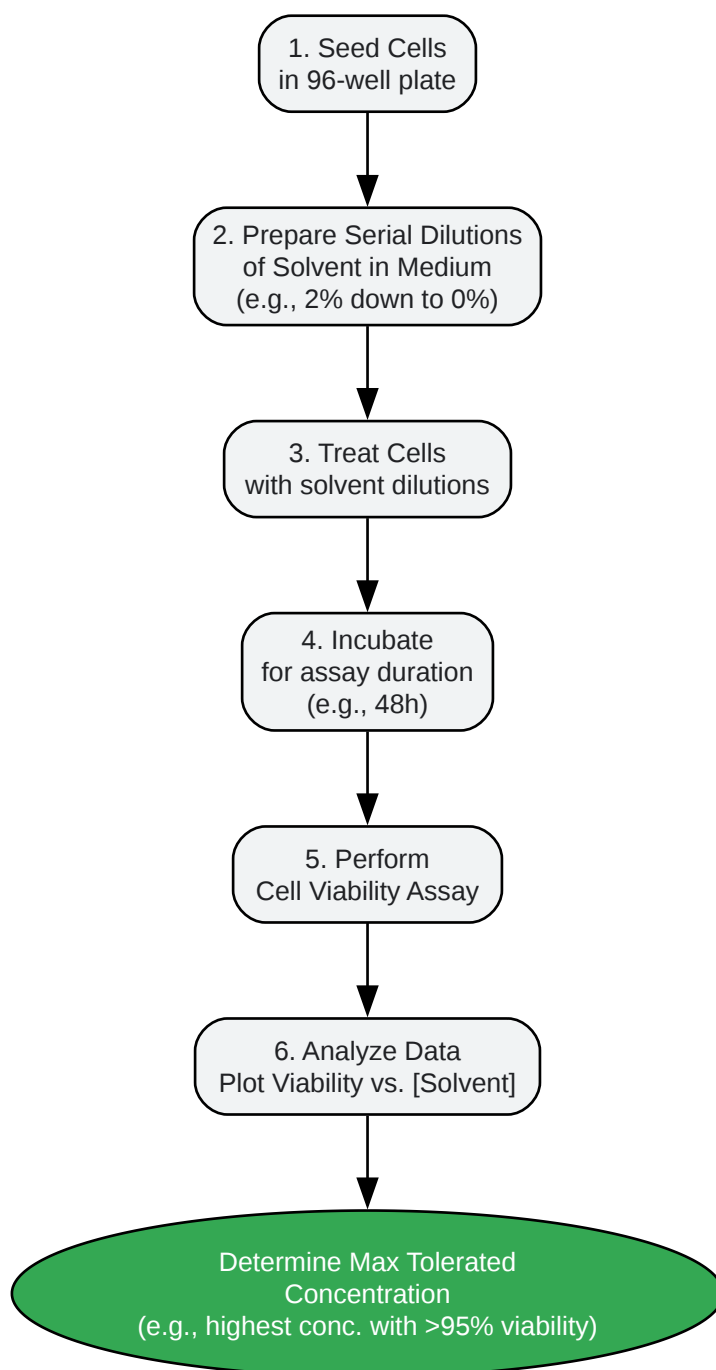 1. Seed Cells
in 96-well plate
2. Prepare Serial Dilutions
of Solvent in Medium
(e.g., 2% down to 0%)
3. Treat Cells
with solvent dilutions
4. Incubate
for assay duration
(e.g., 48h)
5. Perform
Cell Viability Assay
6. Analyze Data
Plot Viability vs. [Solvent]
Determine Max Tolerated
Concentration
(e.g., highest conc. with >95% viability)